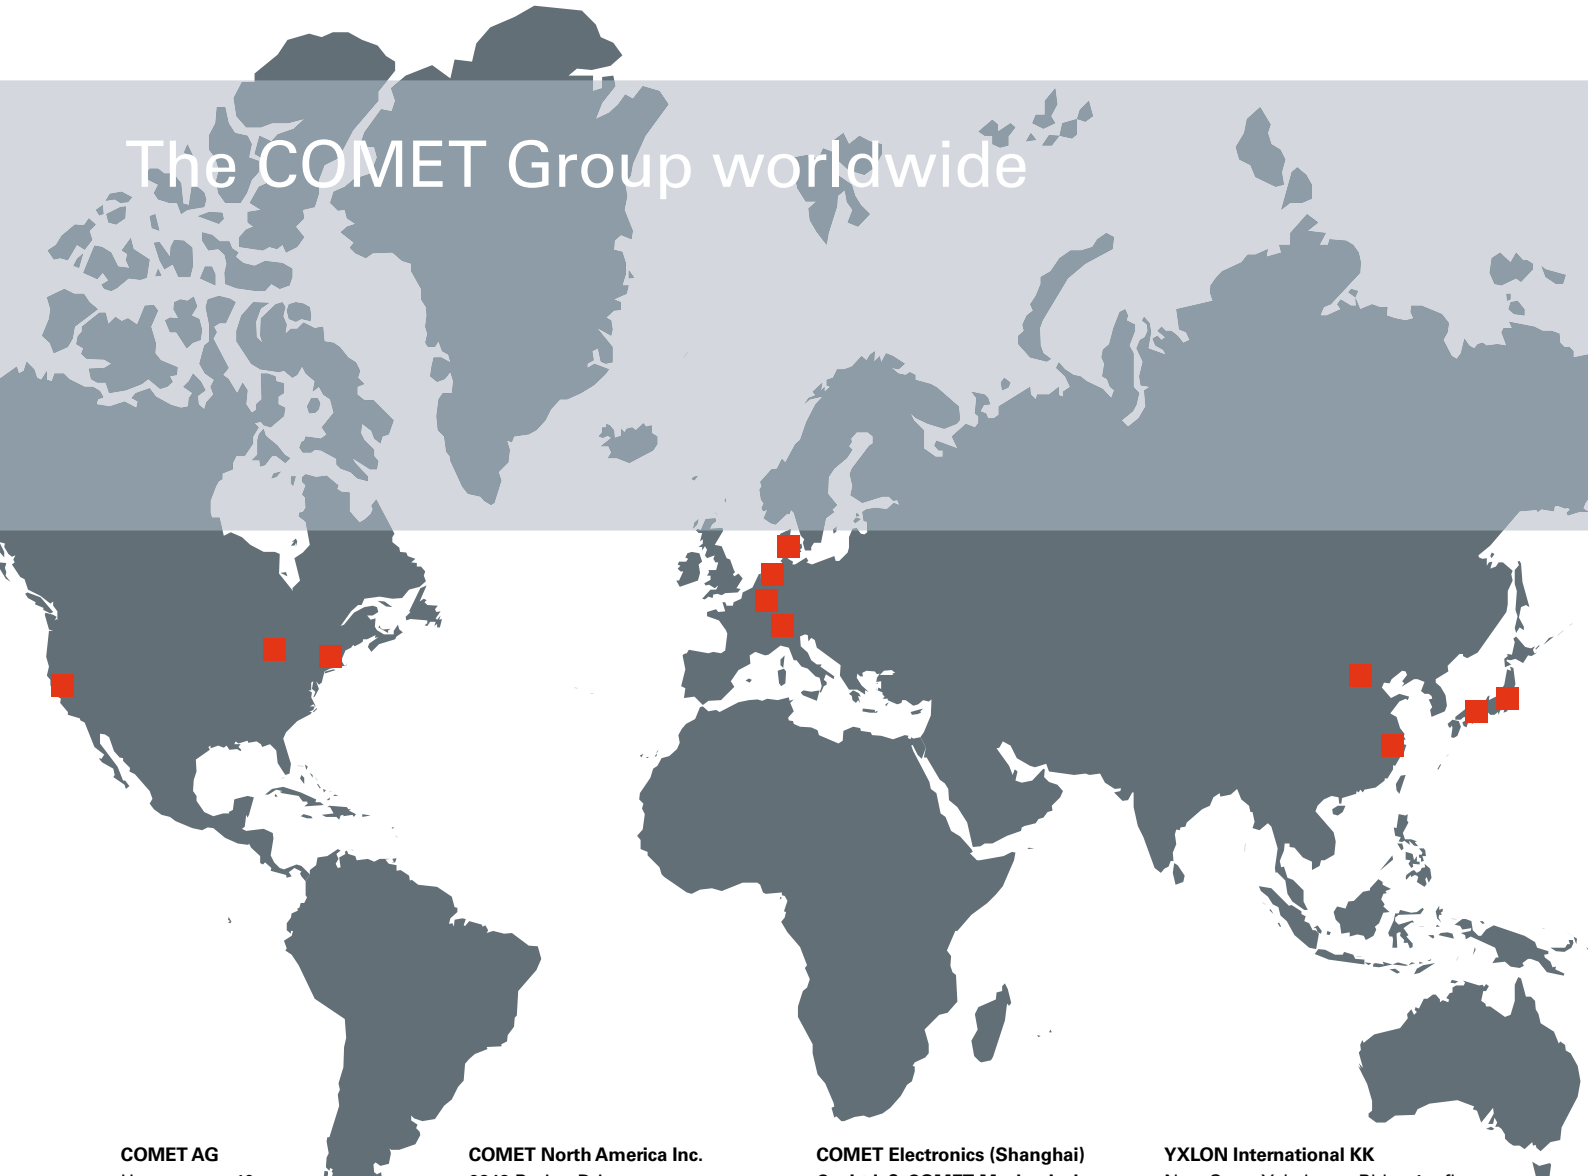 The COMET Group worldwide
COMET AG
COMET North America Inc.
COMET Electronics (Shanghai)
YXLON International KK